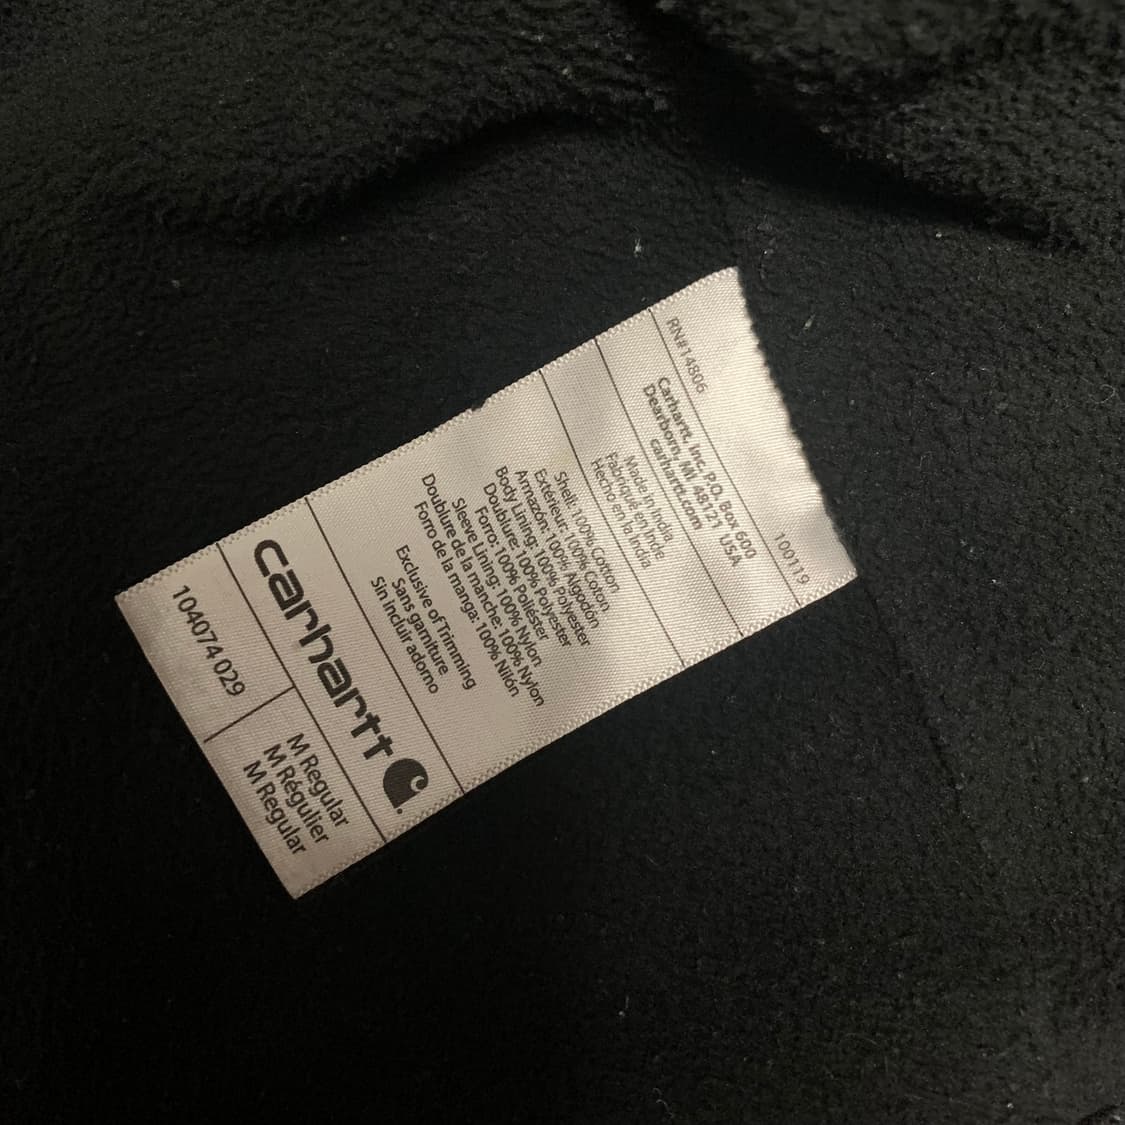 104074 029
M Regular
M Régulier
M Regular
carhartt
Shell: 100% Cotton
Extérieur: 100% Coton
Armazón: 100% Algodón
Body Lining: 100% Polyester
Doublure: 100% Polyester
Forro: 100% Poliéster
Sleeve Lining: 100% Nylon
Doublure de la manche: 100% Nylon
Forro de la manga: 100% Nilón
Exclusive of Trimming
Sans garniture
Sin incluir adorno
Made in India
Fabriqué en Inde
Hecho en la India
Carhartt, Inc. P.O. Box 600
Dearborn, MI 48121 USA
carhartt.com
RN#14806
100119